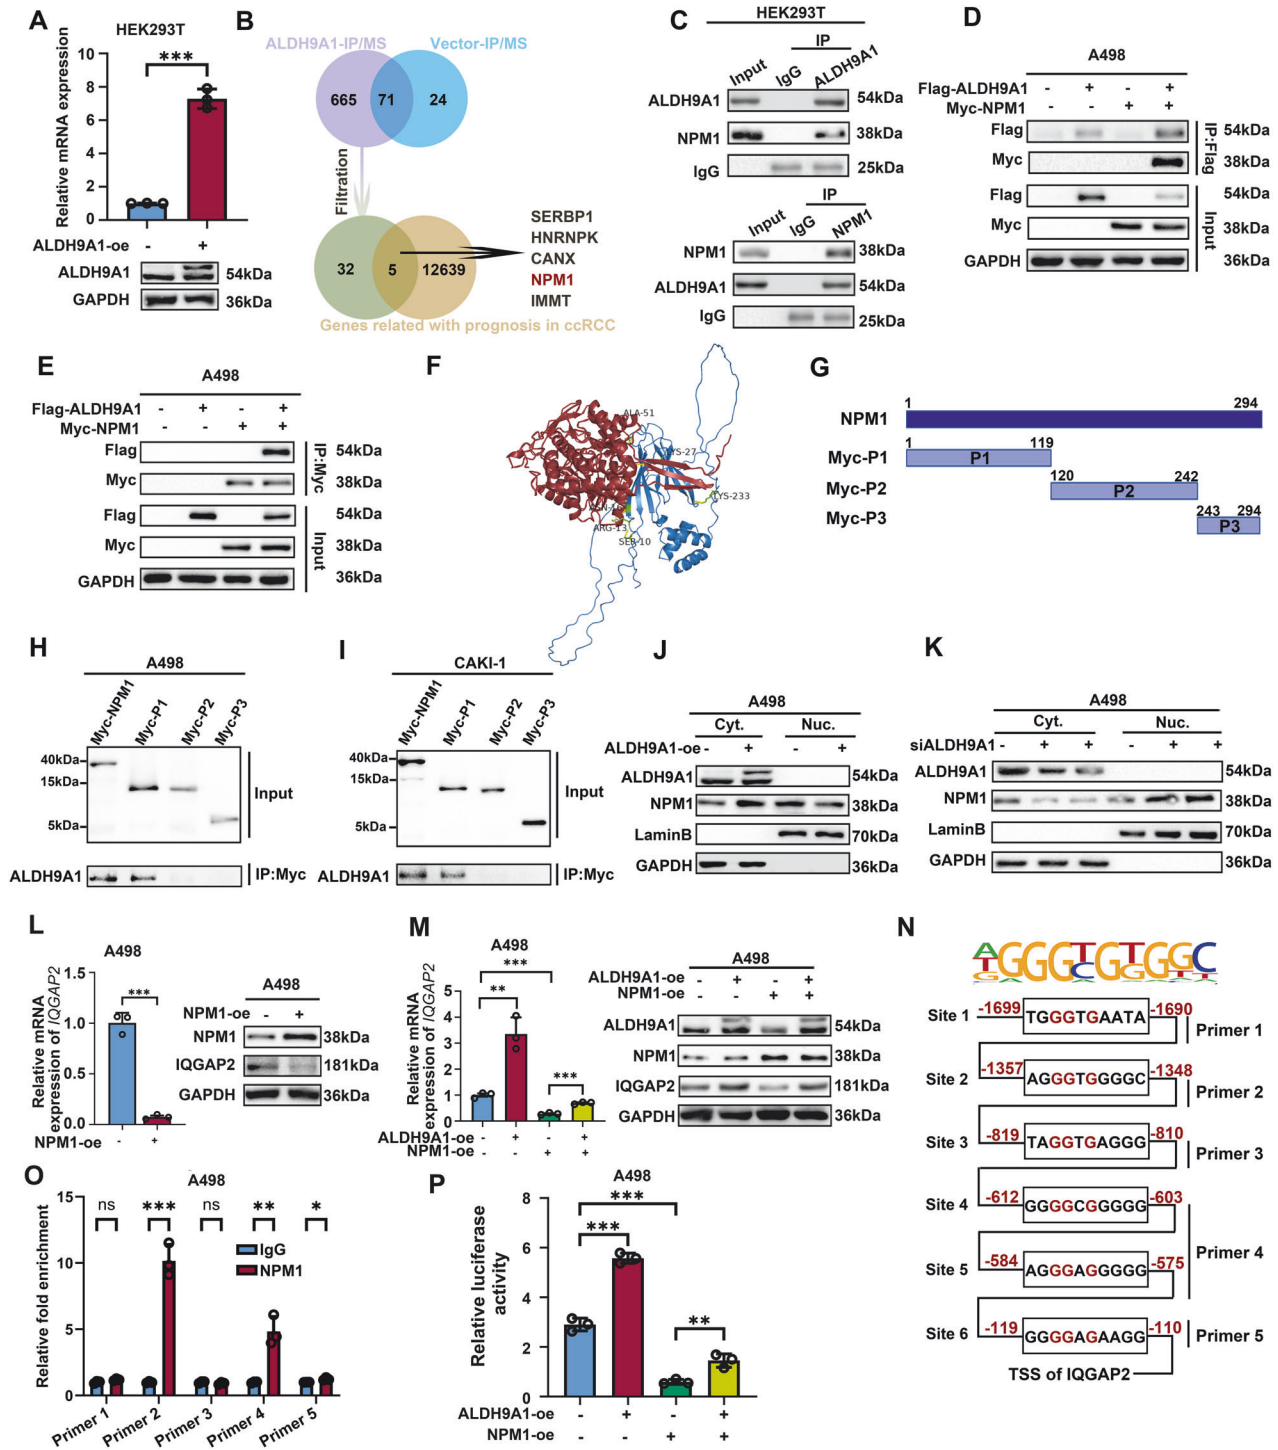 A
HEK293T
Relative mRNA expression
10
8
6
4
2
0
***
ALDH9A1-oe - +
ALDH9A1 54kDa
GAPDH 36kDa
B
ALDH9A1-IP/MS Vector-IP/MS
665 71 24
Filtration
32 5 12639
SERBP1
HNRNPK
CANX
NPM1
IMMT
Genes related with prognosis in ccRCC
C
HEK293T
IP
Input IgG ALDH9A1
ALDH9A1 54kDa
NPM1 38kDa
IgG 25kDa
IP
Input IgG NPM1
NPM1 38kDa
ALDH9A1 54kDa
IgG 25kDa
D
A498
Flag-ALDH9A1 - + - +
Myc-NPM1 - - + +
Flag 54kDa
Myc 38kDa
IP:Flag
Flag 54kDa
Myc 38kDa
GAPDH 36kDa
Input
E
A498
Flag-ALDH9A1 - + - +
Myc-NPM1 - - + +
Flag 54kDa
Myc 38kDa
IP:Myc
Flag 54kDa
Myc 38kDa
GAPDH 36kDa
Input
F
ALA-51
LYS-27
LYS-233
ARG-13
SER-10
G
1 294
NPM1
1 119
Myc-P1 P1
120 242
Myc-P2 P2
243 294
Myc-P3 P3
H
A498
Myc-NPM1 Myc-P1 Myc-P2 Myc-P3
40kDa
15kDa
5kDa
Input
ALDH9A1 IP:Myc
I
CAKI-1
Myc-NPM1 Myc-P1 Myc-P2 Myc-P3
40kDa
15kDa
5kDa
Input
ALDH9A1 IP:Myc
J
A498
Cyt. Nuc.
ALDH9A1-oe - + - +
ALDH9A1 54kDa
NPM1 38kDa
LaminB 70kDa
GAPDH 36kDa
K
A498
Cyt. Nuc.
siALDH9A1 - + + - + +
ALDH9A1 54kDa
NPM1 38kDa
LaminB 70kDa
GAPDH 36kDa
L
A498
Relative mRNA
expression of IQGAP2
1.5
1.0
0.5
0.0
***
NPM1-oe - +
A498
NPM1-oe - +
NPM1 38kDa
IQGAP2 181kDa
GAPDH 36kDa
M
A498
Relative mRNA
expression of IQGAP2
5
4
3
2
1
0
***
**
***
ALDH9A1-oe - + - +
NPM1-oe - - + +
A498
ALDH9A1-oe - + - +
NPM1-oe - - + +
ALDH9A1 54kDa
NPM1 38kDa
IQGAP2 181kDa
GAPDH 36kDa
N
AGGGTGTGGC
Site 1 -1699 TGGGTGAATA -1690 Primer 1
Site 2 -1357 AGGGTGGGGC -1348 Primer 2
Site 3 -819 TAGGTGAGGG -810 Primer 3
Site 4 -612 GGGGCGGGGG -603
Primer 4
Site 5 -584 AGGGAGGGGG -575
Site 6 -119 GGGGAGAAGG -110 Primer 5
TSS of IQGAP2
O
A498
Relative fold enrichment
15
10
5
0
ns *** ns ** *
IgG
NPM1
Primer 1 Primer 2 Primer 3 Primer 4 Primer 5
P
A498
Relative luciferase
activity
8
6
4
2
0
***
***
**
ALDH9A1-oe - + - +
NPM1-oe - - + +